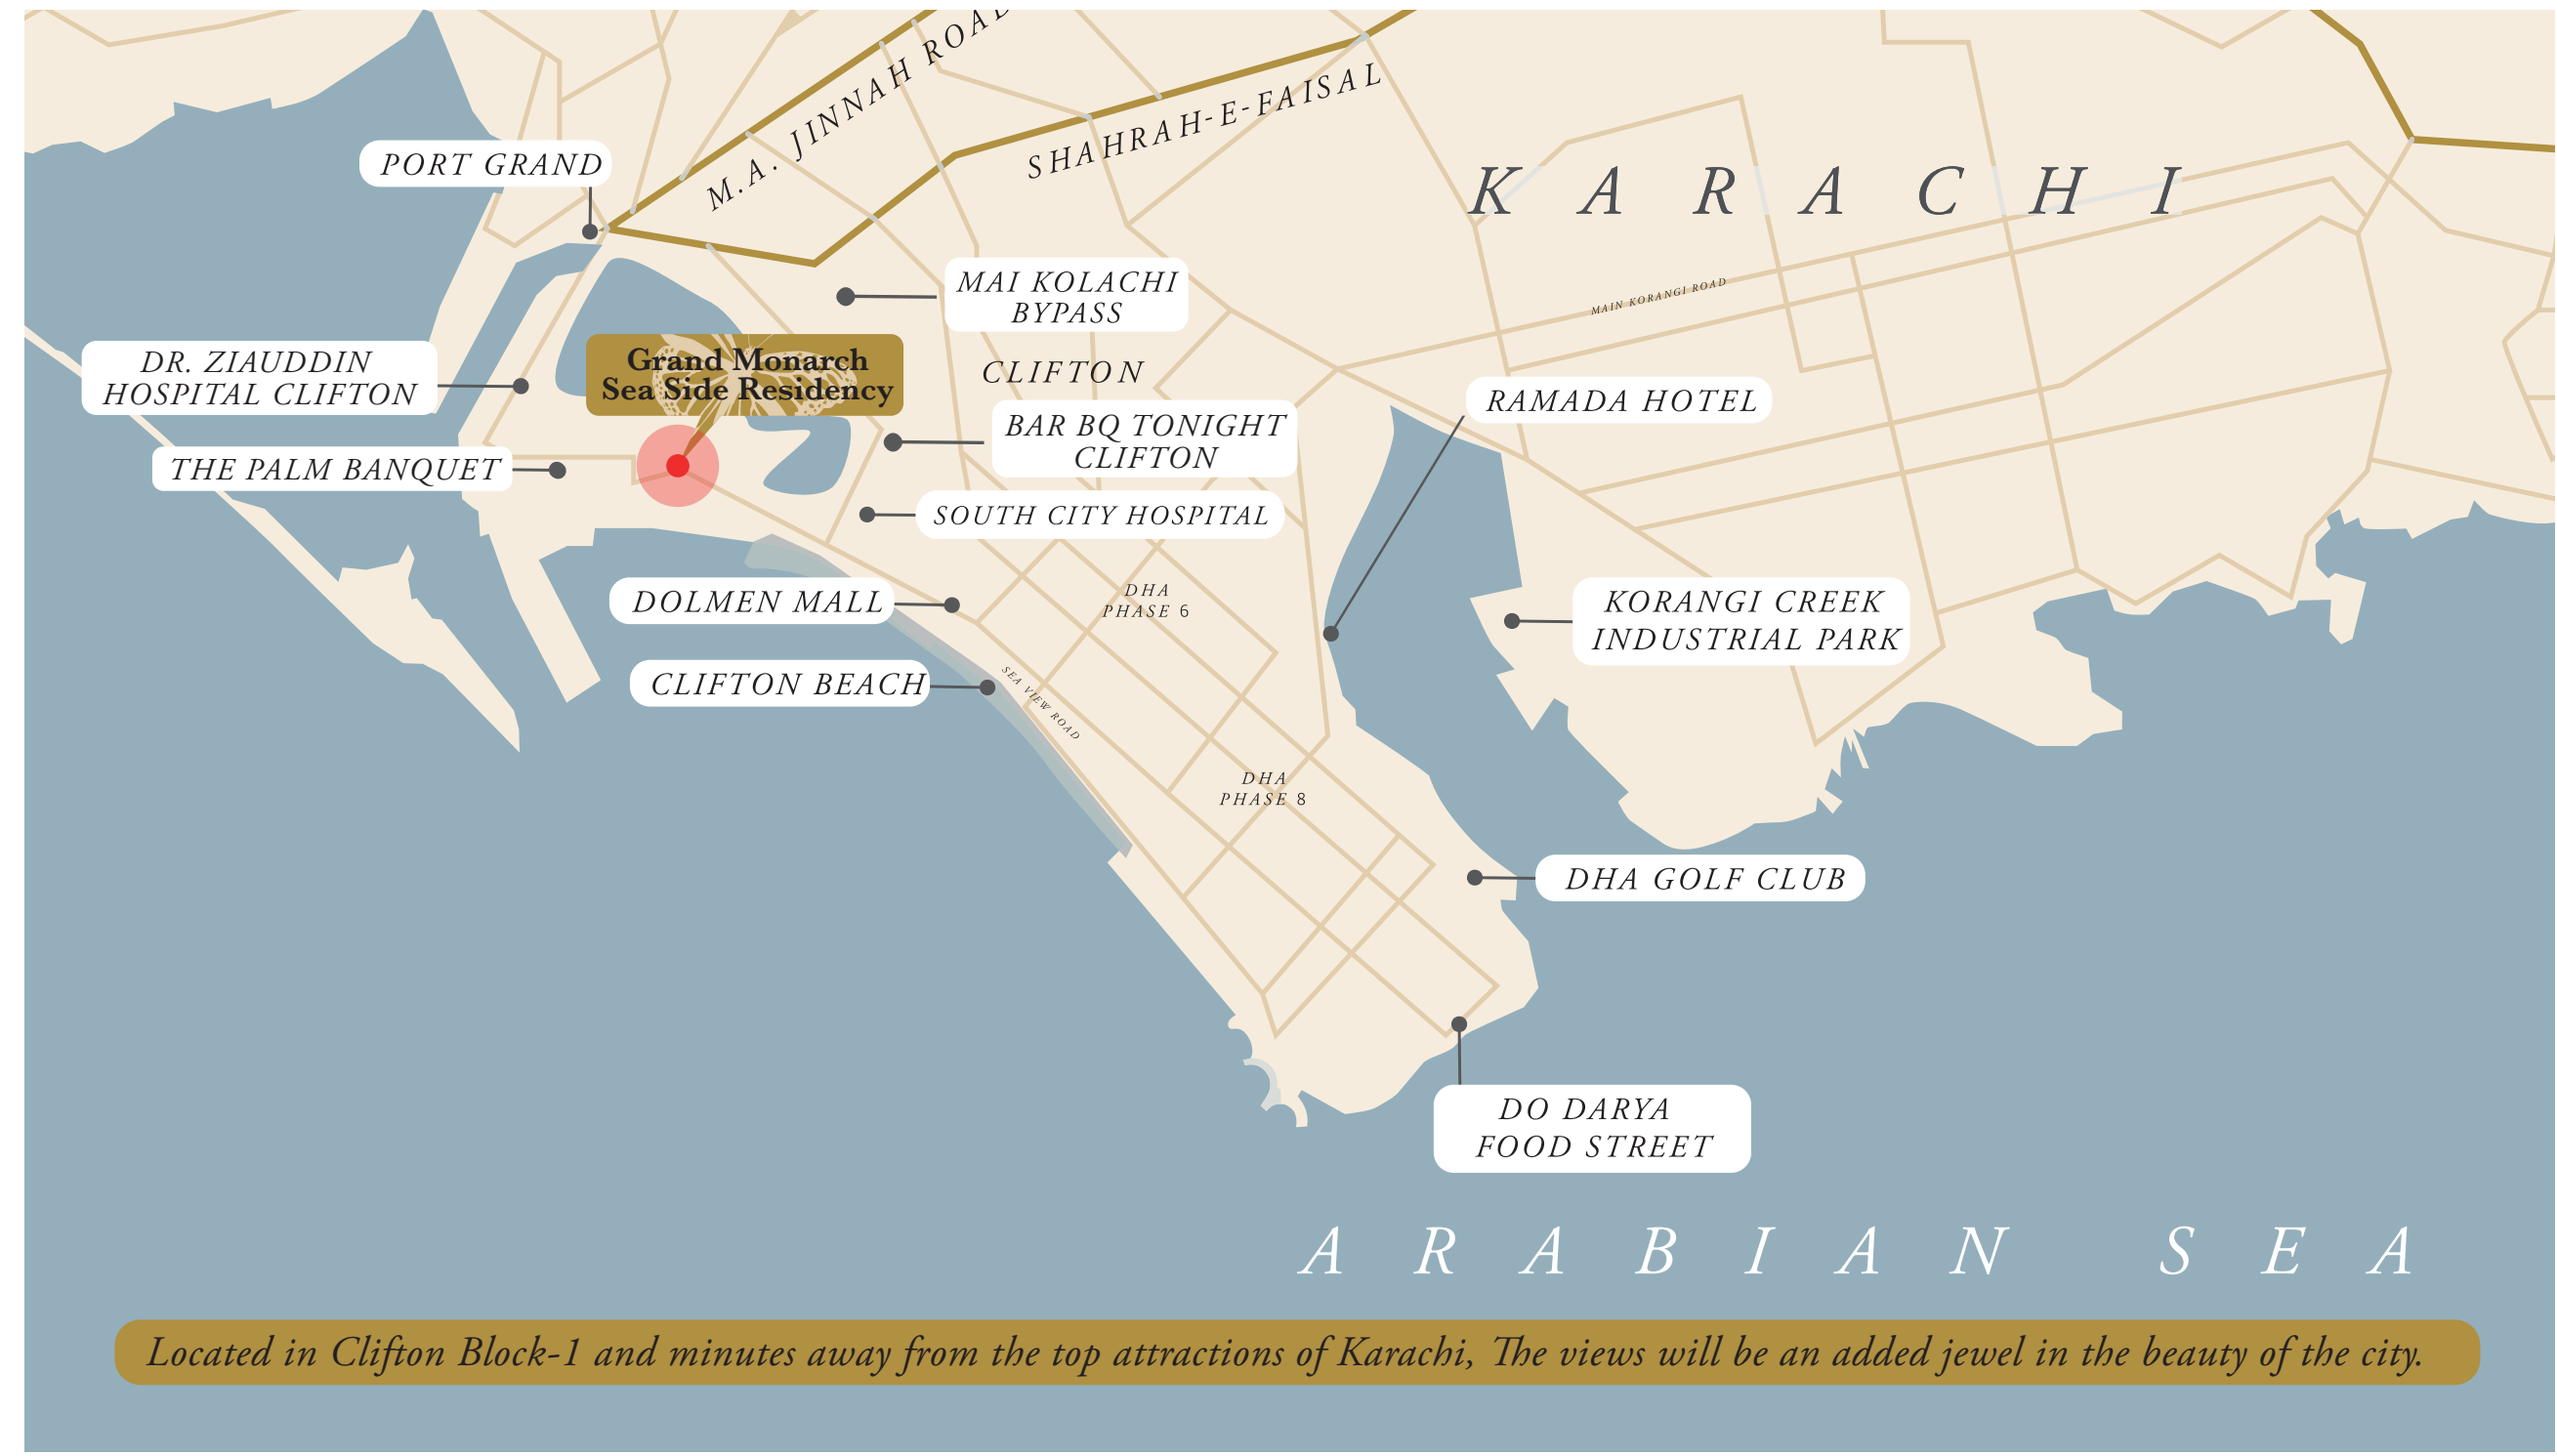 M.A. JINNAH ROAD
SHAHRAH-E-FAISAL
PORT GRAND
KARACHI
MAI KOLACHI
BYPASS
MAIN KORANGI ROAD
DR. ZIAUDDIN
HOSPITAL CLIFTON
Grand Monarch
Sea Side Residency
CLIFTON
RAMADA HOTEL
BAR BQ TONIGHT
CLIFTON
THE PALM BANQUET
SOUTH CITY HOSPITAL
DOLMEN MALL
DHA
PHASE 6
KORANGI CREEK
INDUSTRIAL PARK
CLIFTON BEACH
SEA VIEW ROAD
DHA
PHASE 8
DHA GOLF CLUB
DO DARYA
FOOD STREET
ARABIAN SEA
Located in Clifton Block-1 and minutes away from the top attractions of Karachi, The views will be an added jewel in the beauty of the city.